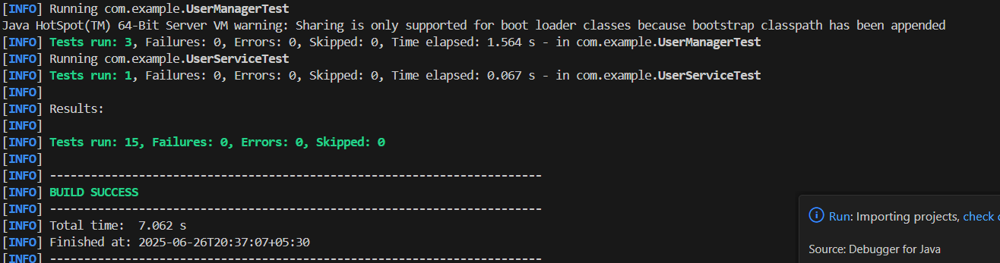 [INFO] Running com.example.UserManagerTest
Java HotSpot(TM) 64-Bit Server VM warning: Sharing is only supported for boot loader classes because bootstrap classpath has been appended
[INFO] Tests run: 3, Failures: 0, Errors: 0, Skipped: 0, Time elapsed: 1.564 s - in com.example.UserManagerTest
[INFO] Running com.example.UserServiceTest
[INFO] Tests run: 1, Failures: 0, Errors: 0, Skipped: 0, Time elapsed: 0.067 s - in com.example.UserServiceTest
[INFO]
[INFO] Results:
[INFO]
[INFO] Tests run: 15, Failures: 0, Errors: 0, Skipped: 0
[INFO]
[INFO] ------------------------------------------------------------------------
[INFO] BUILD SUCCESS
[INFO] ------------------------------------------------------------------------
[INFO] Total time:  7.062 s
[INFO] Finished at: 2025-06-26T20:37:07+05:30
[INFO] ------------------------------------------------------------------------
Run: Importing projects, check
Source: Debugger for Java